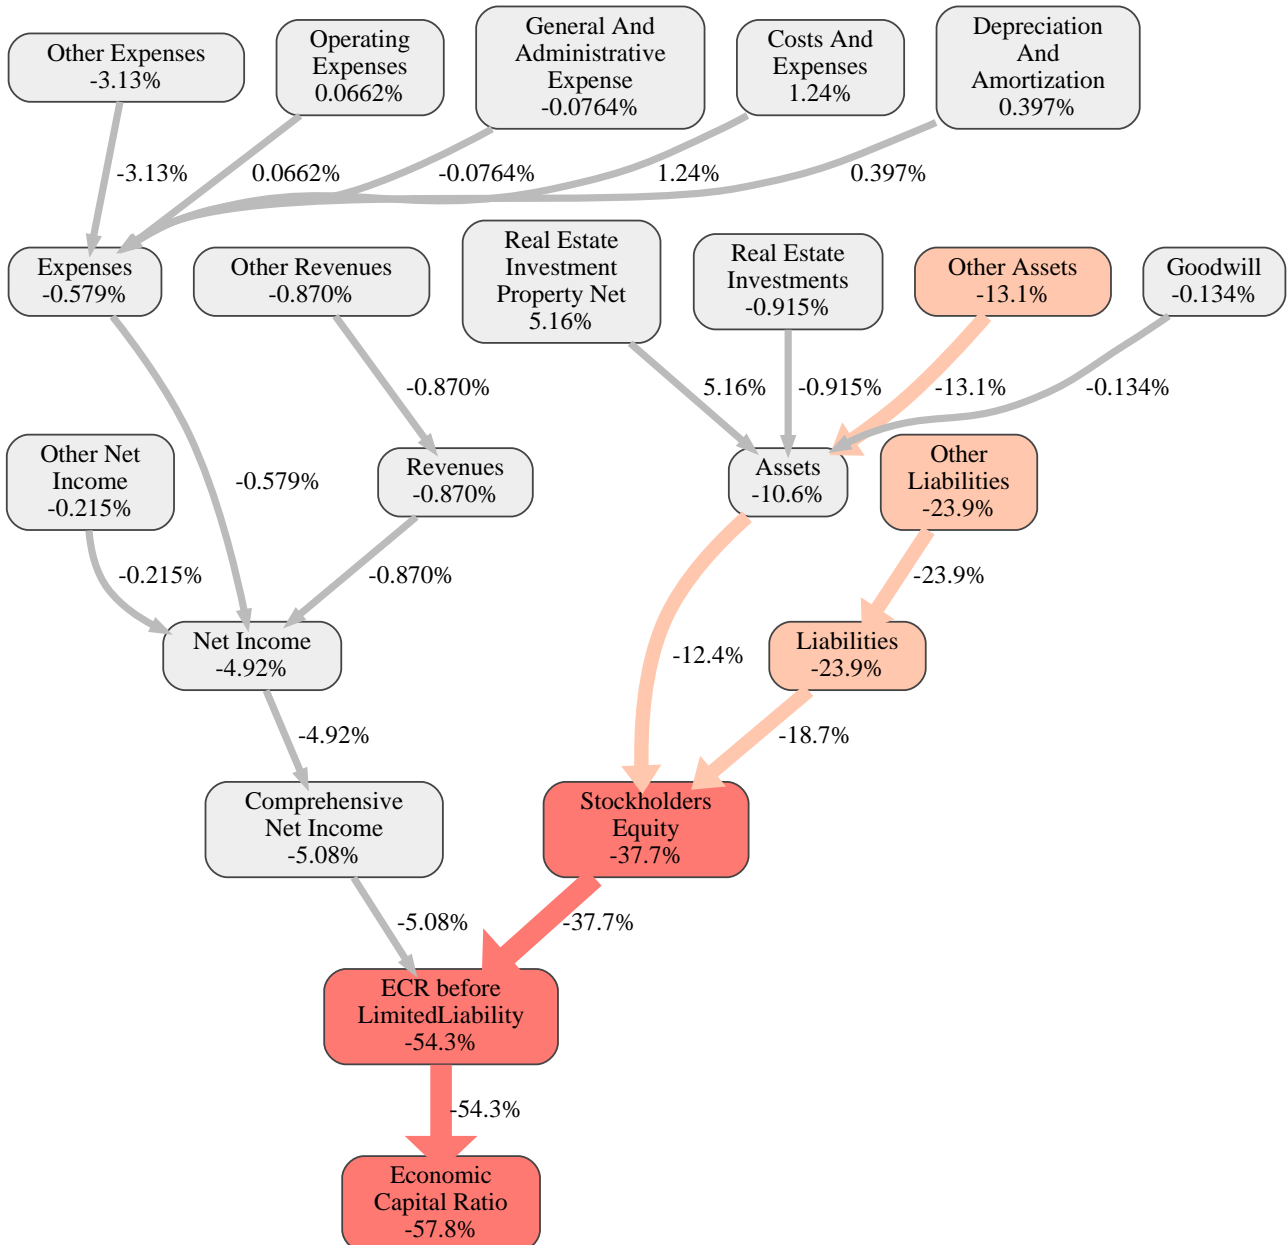 Other Expenses
-3.13%
Operating
Expenses
0.0662%
General And
Administrative
Expense
-0.0764%
Costs And
Expenses
1.24%
Depreciation
And
Amortization
0.397%
-3.13%
0.0662%
-0.0764%
1.24%
0.397%
Expenses
-0.579%
Other Revenues
-0.870%
Real Estate
Investment
Property Net
5.16%
Real Estate
Investments
-0.915%
Other Assets
-13.1%
Goodwill
-0.134%
-0.870%
5.16%
-0.915%
-13.1%
-0.134%
Other Net
Income
-0.215%
-0.579%
Revenues
-0.870%
Assets
-10.6%
Other
Liabilities
-23.9%
-0.215%
-0.870%
-23.9%
Net Income
-4.92%
-12.4%
Liabilities
-23.9%
-4.92%
-18.7%
Comprehensive
Net Income
-5.08%
Stockholders
Equity
-37.7%
-5.08%
-37.7%
ECR before
LimitedLiability
-54.3%
-54.3%
Economic
Capital Ratio
-57.8%